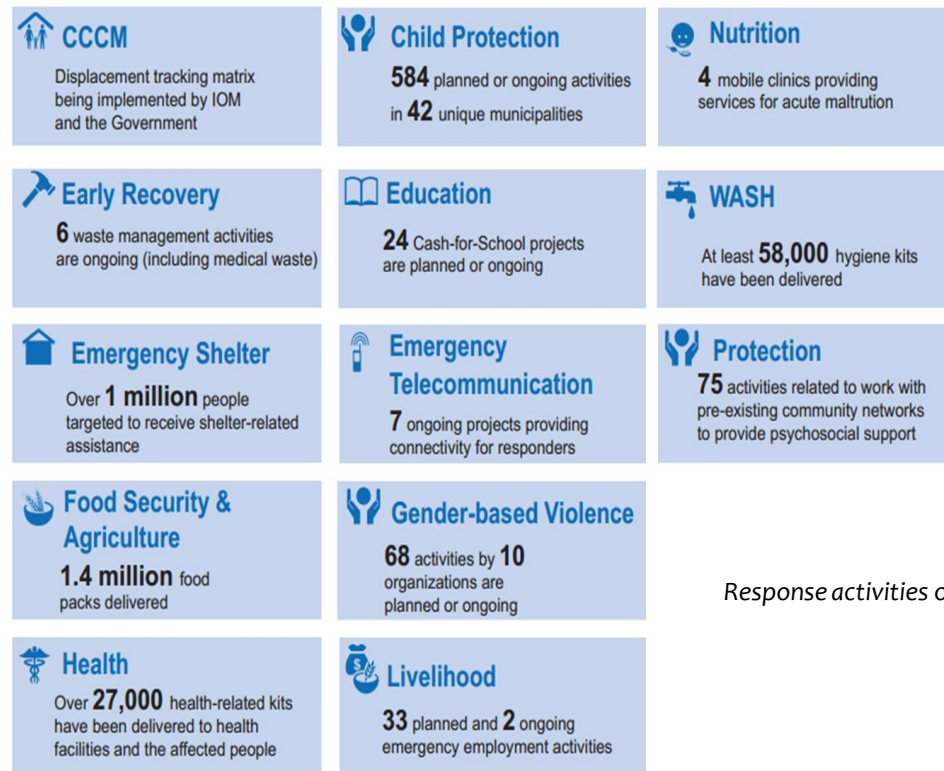 CCCM
Displacement tracking matrix
being implemented by IOM
and the Government
Child Protection
584 planned or ongoing activities
in 42 unique municipalities
Nutrition
4 mobile clinics providing
services for acute maltrution
Early Recovery
6 waste management activities
are ongoing (including medical waste)
Education
24 Cash-for-School projects
are planned or ongoing
WASH
At least 58,000 hygiene kits
have been delivered
Emergency Shelter
Over 1 million people
targeted to receive shelter-related
assistance
Emergency
Telecommunication
7 ongoing projects providing
connectivity for responders
Protection
75 activities related to work with
pre-existing community networks
to provide psychosocial support
Food Security &
Agriculture
1.4 million food
packs delivered
Gender-based Violence
68 activities by 10
organizations are
planned or ongoing
Response activities
Health
Over 27,000 health-related kits
have been delivered to health
facilities and the affected people
Livelihood
33 planned and 2 ongoing
emergency employment activities